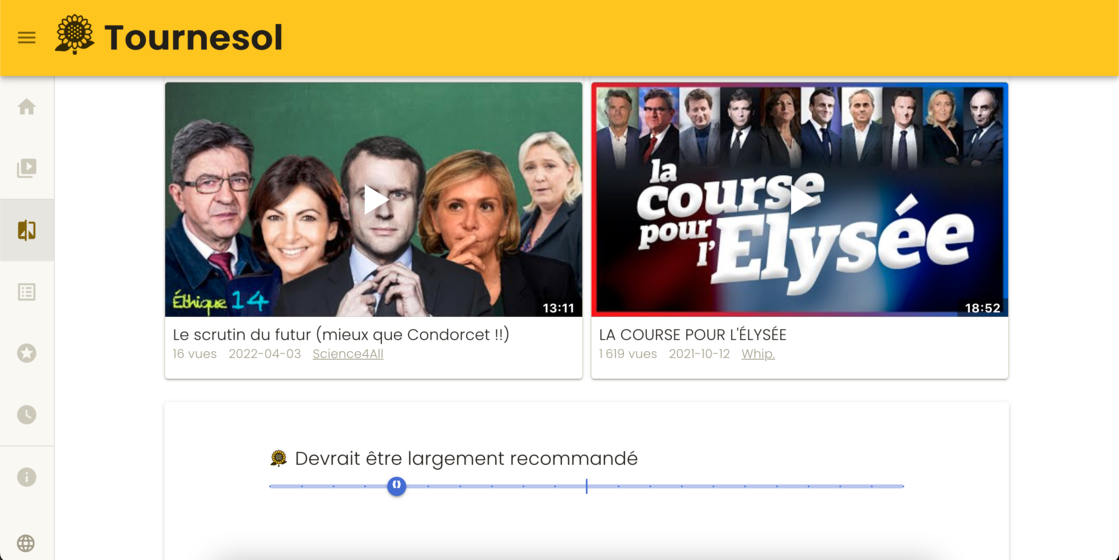 Tournesol
Éthique 14
13:11
la
course
pour
l'Elysée
18:52
Le scrutin du futur (mieux que Condorcet !!)
16 vues 2022-04-03 Science4All
LA COURSE POUR L'ÉLYSÉE
1 619 vues 2021-10-12 Whip.
Devrait être largement recommandé